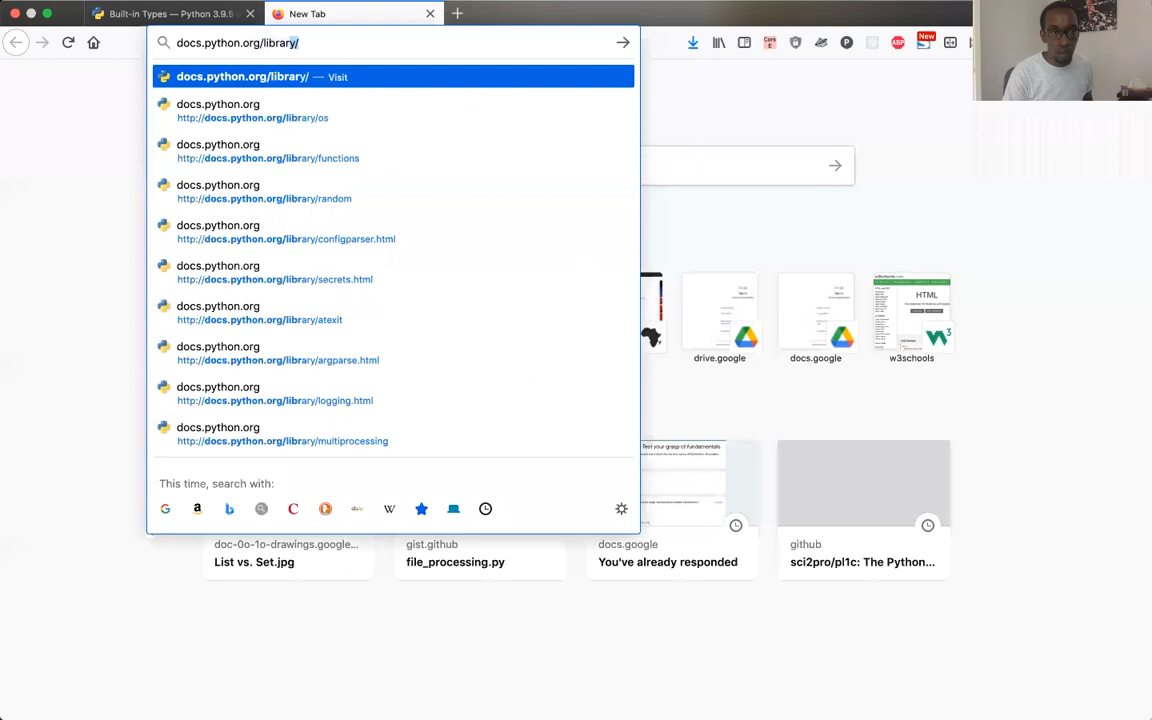 Built-in Types — Python 3.9.5
New Tab
docs.python.org/library/
New
docs.python.org/library/ — Visit
docs.python.org
http://docs.python.org/library/os
docs.python.org
http://docs.python.org/library/functions
docs.python.org
http://docs.python.org/library/random
docs.python.org
http://docs.python.org/library/configparser.html
docs.python.org
http://docs.python.org/library/secrets.html
docs.python.org
http://docs.python.org/library/atexit
docs.python.org
http://docs.python.org/library/argparse.html
docs.python.org
http://docs.python.org/library/logging.html
docs.python.org
http://docs.python.org/library/multiprocessing
This time, search with:
HTML
drive.google
docs.google
w3schools
doc-0o-1o-drawings.google...
List vs. Set.jpg
gist.github
file_processing.py
docs.google
You've already responded
github
sci2pro/pl1c: The Python...